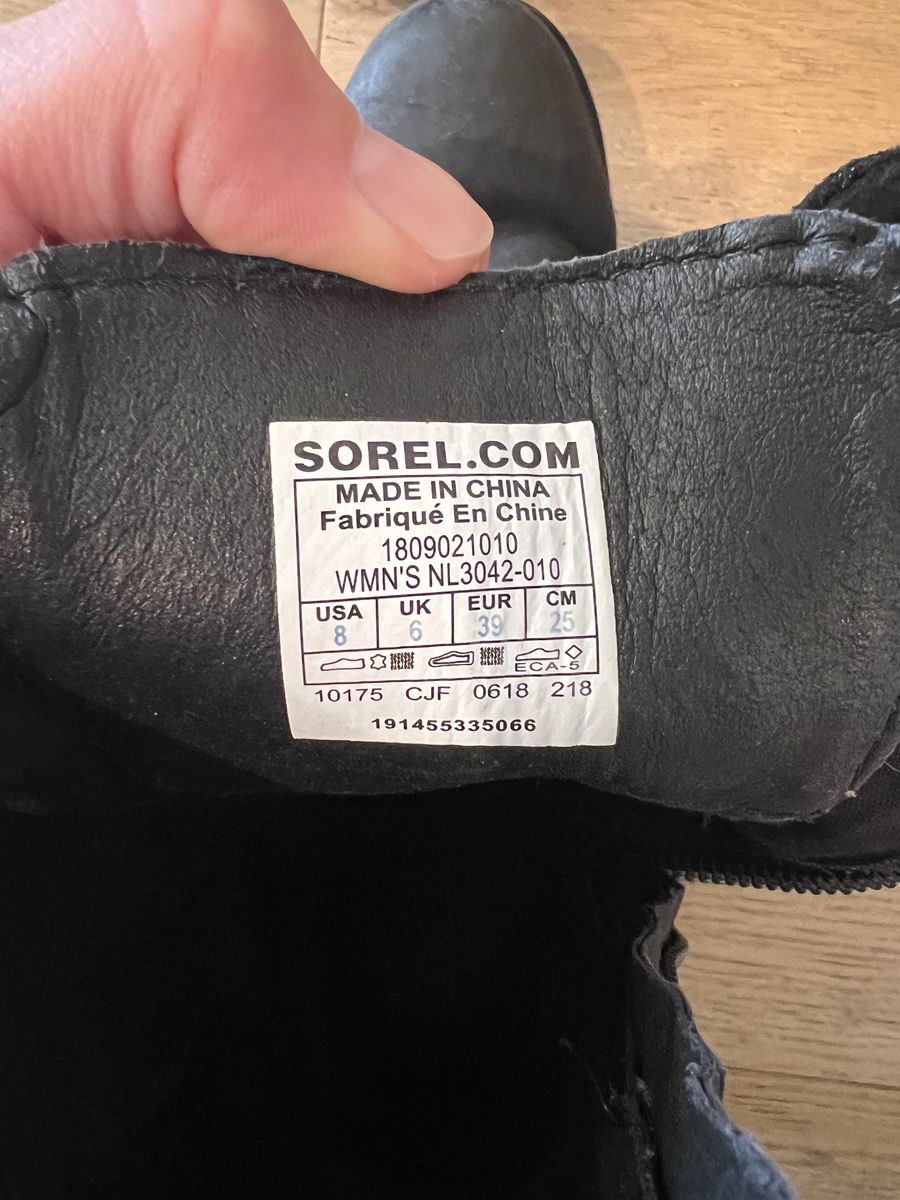 SOREL.COM
MADE IN CHINA
Fabriqué En Chine
1809021010
WMN'S NL3042-010
USA UK EUR CM
8 6 39 25
ECA-5
10175 CJF 0618 218
191455335066